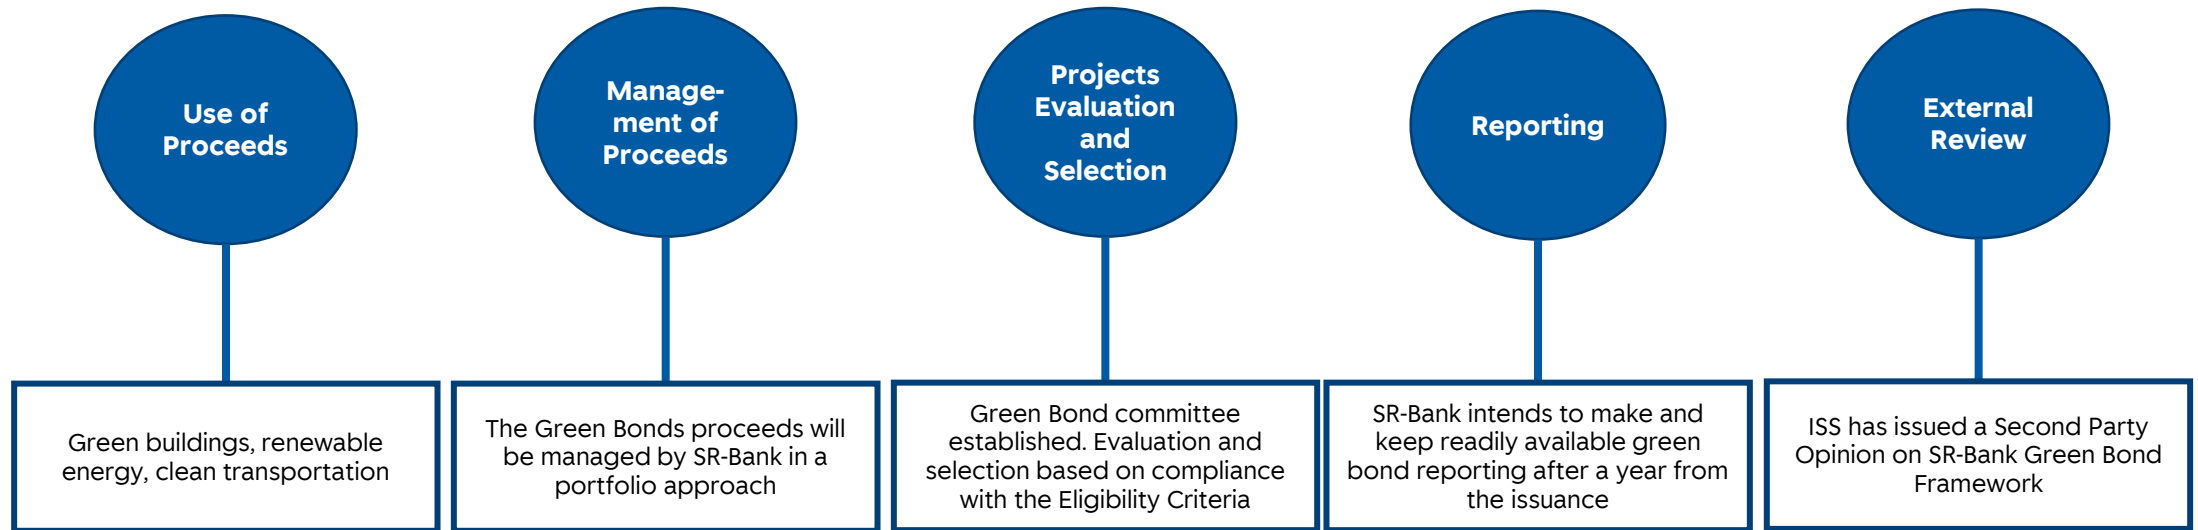 Use of
Proceeds
Manage-
ment of
Proceeds
Projects
Evaluation
and
Selection
Reporting
External
Review
Green buildings, renewable
energy, clean transportation
The Green Bonds proceeds will
be managed by SR-Bank in a
portfolio approach
Green Bond committee
established. Evaluation and
selection based on compliance
with the Eligibility Criteria
SR-Bank intends to make and
keep readily available green
bond reporting after a year from
the issuance
ISS has issued a Second Party
Opinion on SR-Bank Green Bond
Framework